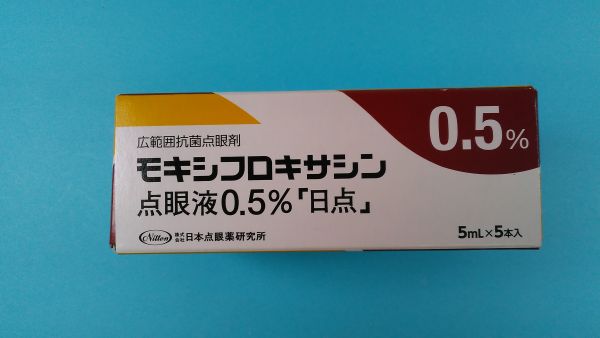 広範囲抗菌点眼剤
モキシフロキサシン
点眼液0.5%「日点」
0.5%
Nitten 株式会社日本点眼薬研究所
5mL×5本入